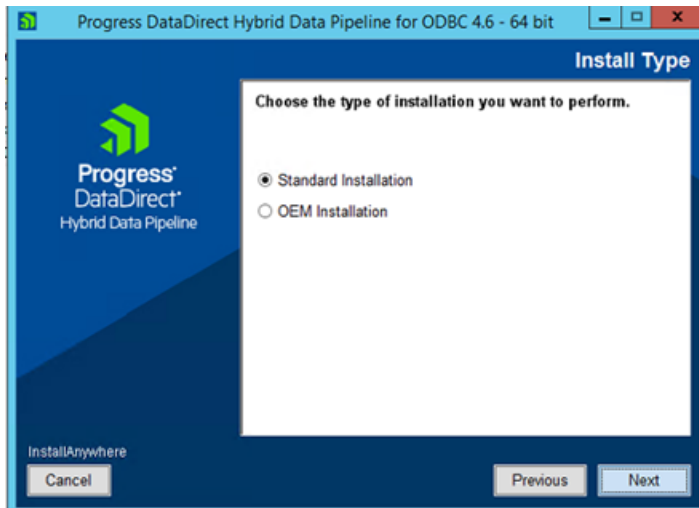 Progress DataDirect Hybrid Data Pipeline for ODBC 4.6 - 64 bit
Install Type
Choose the type of installation you want to perform.
Standard Installation
OEM Installation
Progress
DataDirect
Hybrid Data Pipeline
InstallAnywhere
Cancel
Previous
Next